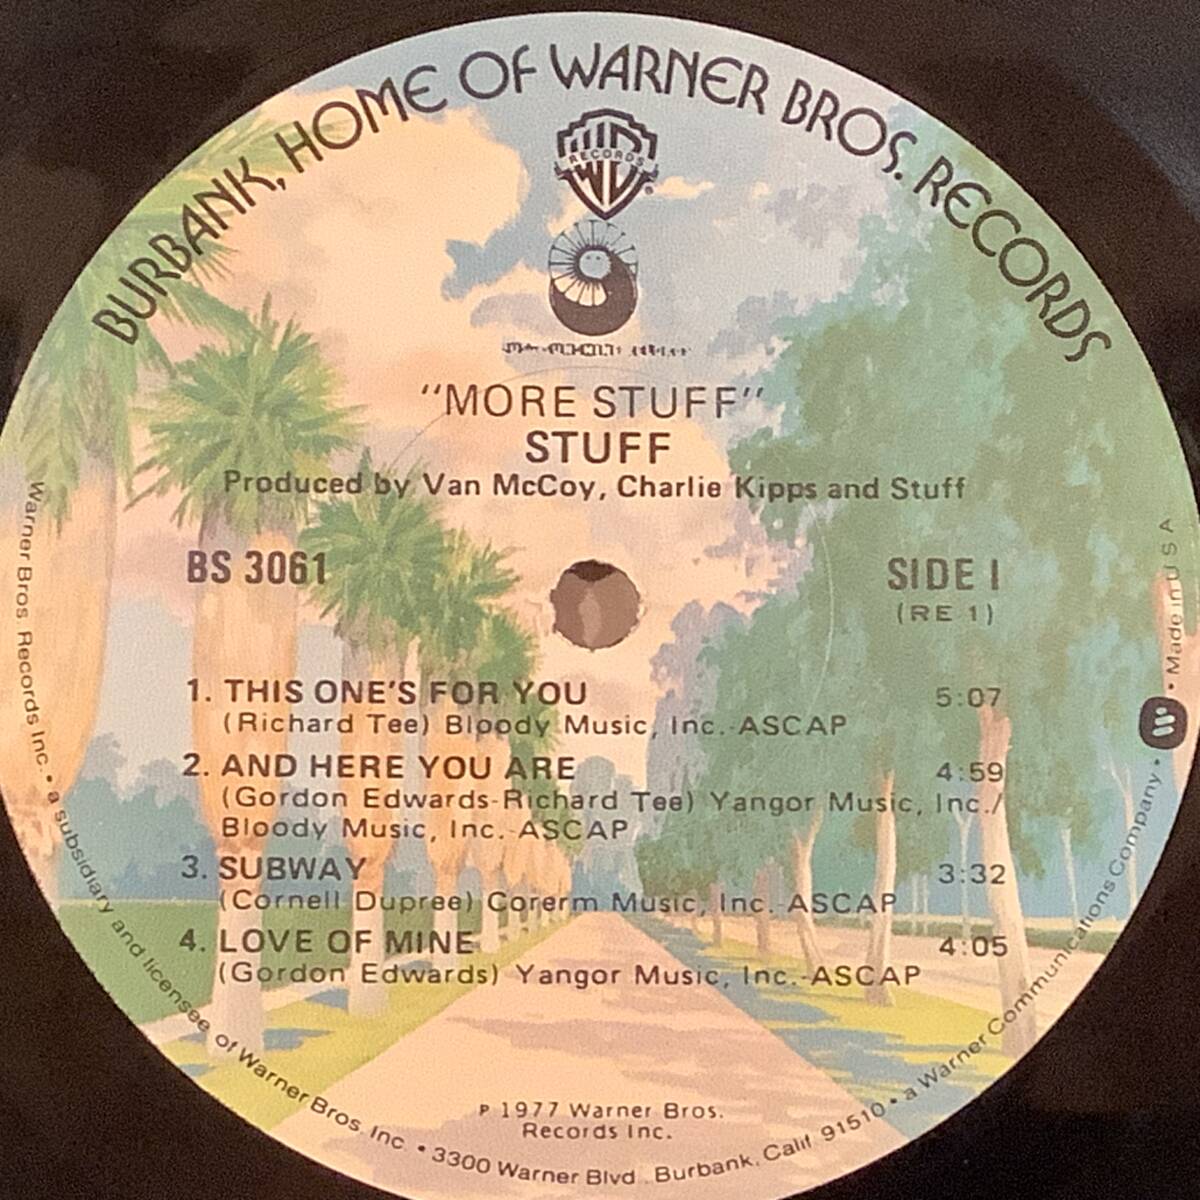 BURBANK, HOME OF WARNER BROS. RECORDS
RECORDS
"MORE STUFF"
STUFF
Produced by Van McCoy, Charlie Kipps and Stuff
BS 3061
SIDE I
(RE 1)
1. THIS ONE'S FOR YOU 5:07
(Richard Tee) Bloody Music, Inc.-ASCAP
2. AND HERE YOU ARE 4:59
(Gordon Edwards-Richard Tee) Yangor Music, Inc./
Bloody Music, Inc.-ASCAP
3. SUBWAY 3:32
(Cornell Dupree) Corerm Music, Inc.-ASCAP
4. LOVE OF MINE 4:05
(Gordon Edwards) Yangor Music, Inc.-ASCAP
℗ 1977 Warner Bros.
Records Inc.
Warner Bros. Records Inc. • a subsidiary and licensee of Warner Bros. Inc. • 3300 Warner Blvd., Burbank, Calif. 91510 • a Warner Communications Company. • Made in U S A